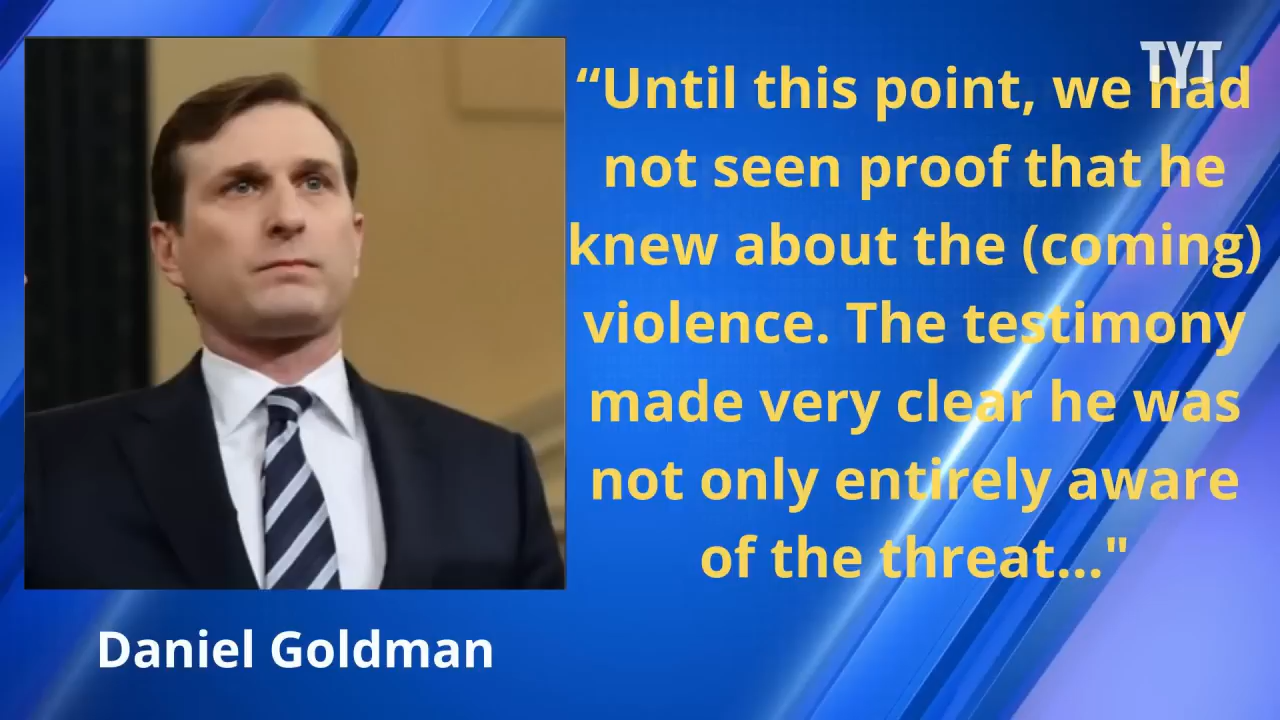 TYT
“Until this point, we had
not seen proof that he
knew about the (coming)
violence. The testimony
made very clear he was
not only entirely aware
of the threat..."
Daniel Goldman